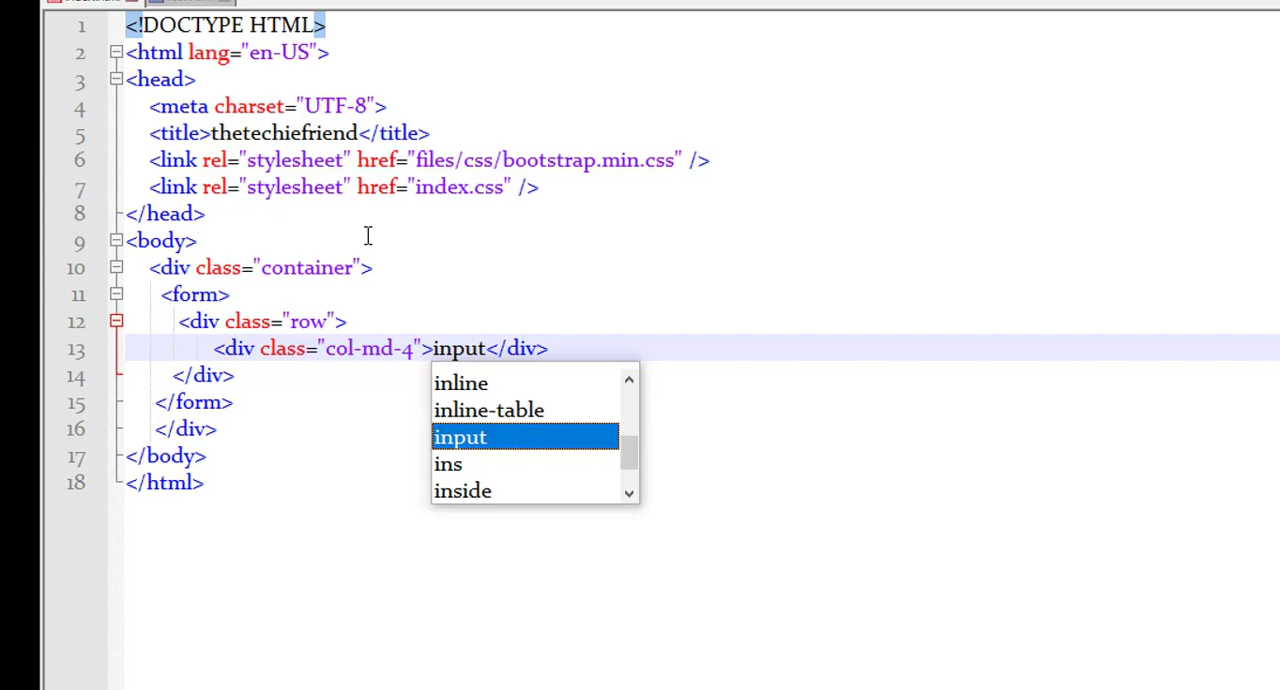 1 <!DOCTYPE HTML>
2 <html lang="en-US">
3 <head>
4 <meta charset="UTF-8">
5 <title>thetechiefriend</title>
6 <link rel="stylesheet" href="files/css/bootstrap.min.css" />
7 <link rel="stylesheet" href="index.css" />
8 </head>
9 <body>
10 <div class="container">
11 <form>
12 <div class="row">
13 <div class="col-md-4">input</div>
14 </div>
15 </form>
16 </div>
17 </body>
18 </html>
inline
inline-table
input
ins
inside